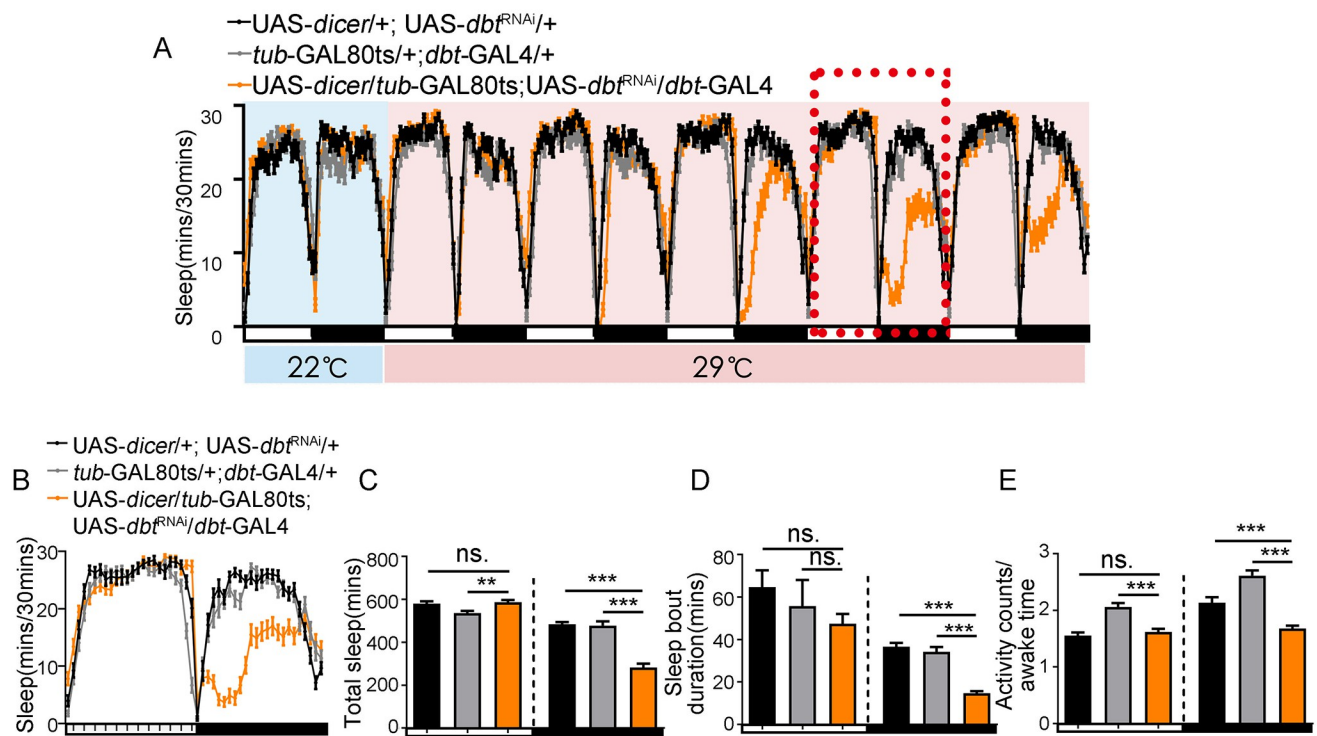 A
UAS-dicer/+; UAS-dbtᴿᴺᴬⁱ/+
tub-GAL80ts/+;dbt-GAL4/+
UAS-dicer/tub-GAL80ts;UAS-dbtᴿᴺᴬⁱ/dbt-GAL4
Sleep(mins/30mins)
30
20
10
0
22℃
29℃
B
UAS-dicer/+; UAS-dbtᴿᴺᴬⁱ/+
tub-GAL80ts/+;dbt-GAL4/+
UAS-dicer/tub-GAL80ts;
UAS-dbtᴿᴺᴬⁱ/dbt-GAL4
Sleep(mins/30mins)
30
20
10
0
C
Total sleep(mins)
800
600
400
200
0
ns.
**
***
***
D
Sleep bout
duration(mins)
80
60
40
20
0
ns.
ns.
***
***
E
Activity counts/
awake time
3
2
1
0
ns.
***
***
***